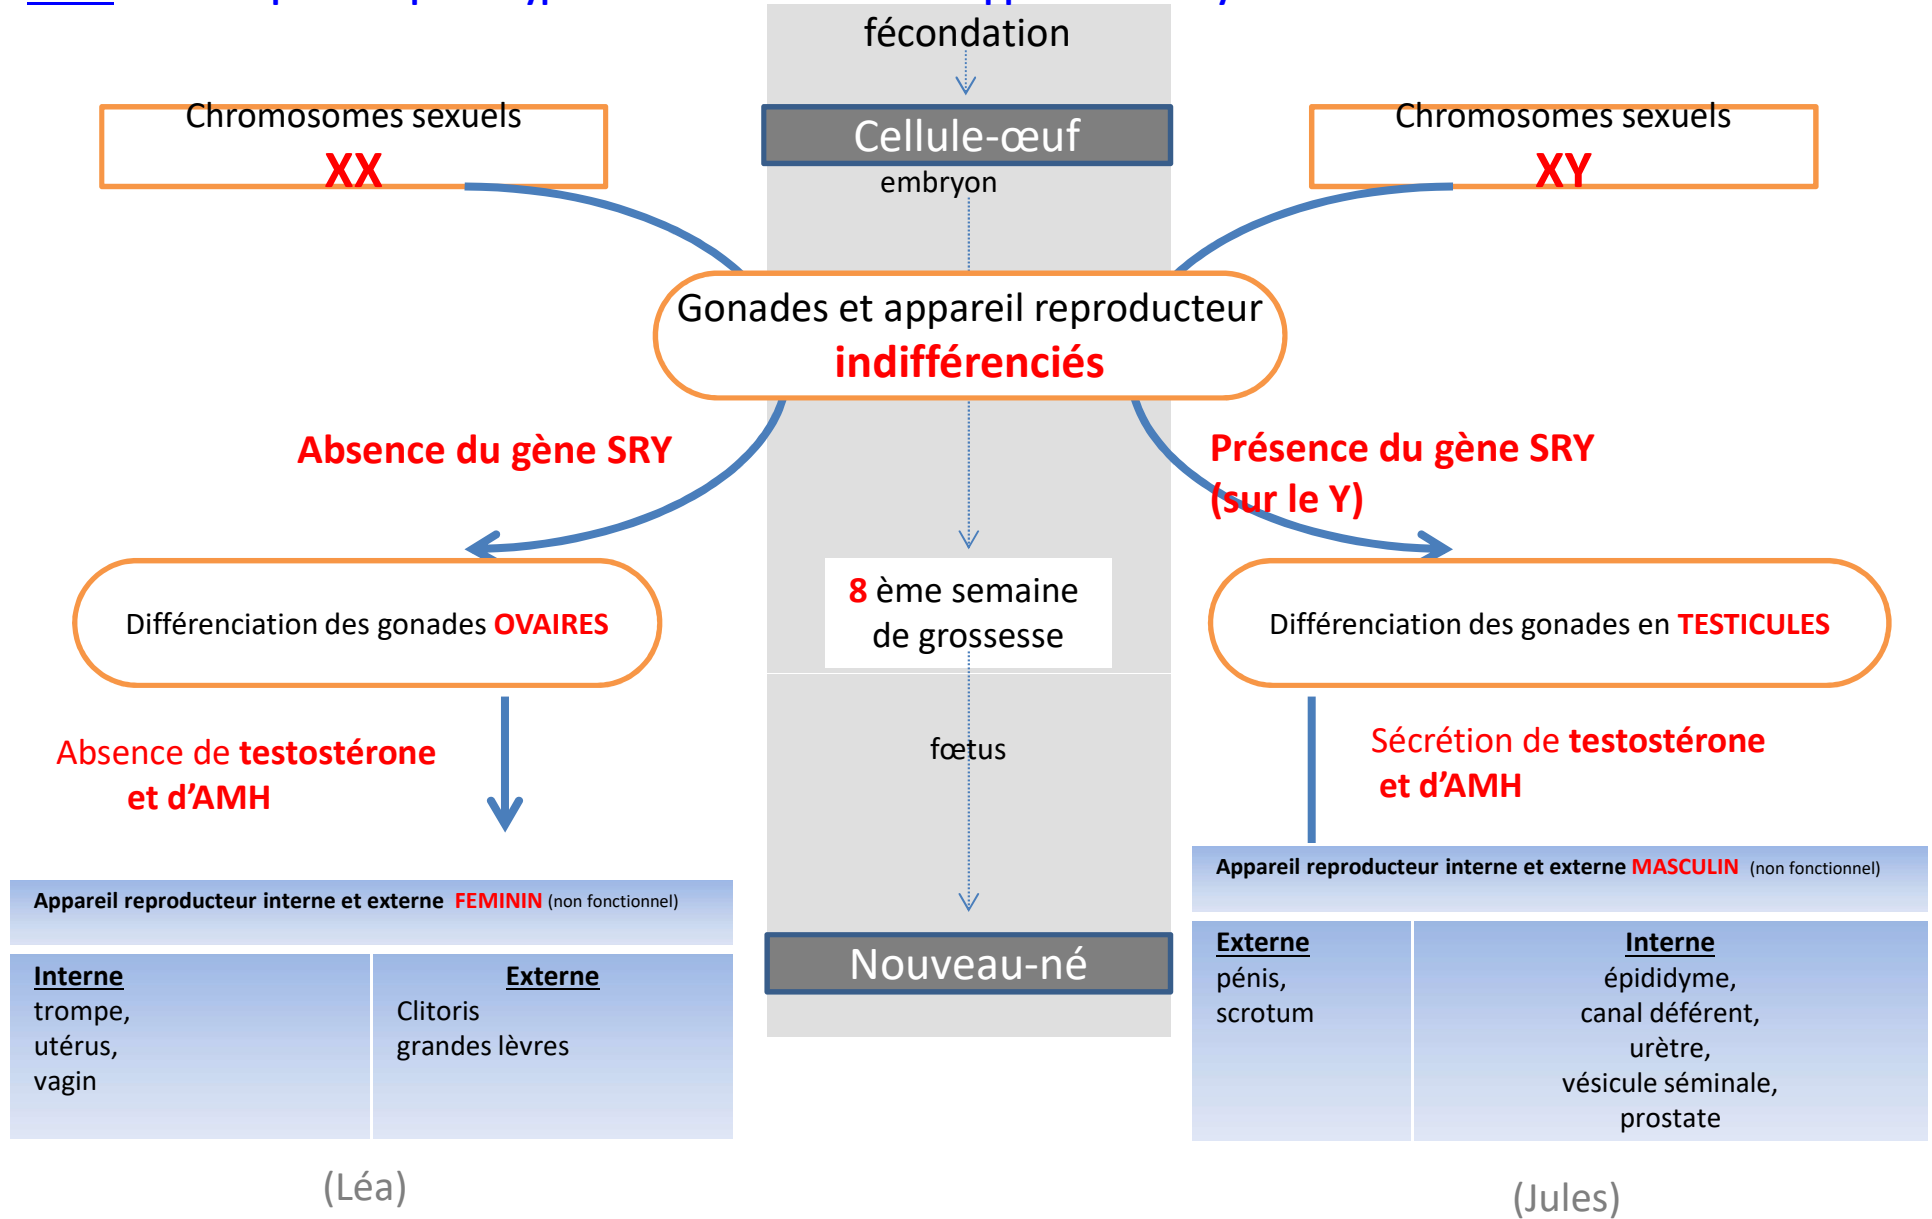 fécondation
Chromosomes sexuels
XX
Cellule-œuf
embryon
Chromosomes sexuels
XY
Gonades et appareil reproducteur
indifférenciés
Absence du gène SRY
Présence du gène SRY
(sur le Y)
8 ème semaine
de grossesse
Différenciation des gonades OVAIRES
Différenciation des gonades en TESTICULES
Absence de testostérone
et d’AMH
fœtus
Sécrétion de testostérone
et d’AMH
Appareil reproducteur interne et externe FEMININ (non fonctionnel)
Interne
trompe,
utérus,
vagin
Externe
Clitoris
grandes lèvres
Nouveau-né
Appareil reproducteur interne et externe MASCULIN (non fonctionnel)
Externe
pénis,
scrotum
Interne
épididyme,
canal déférent,
urètre,
vésicule séminale,
prostate
(Léa)
(Jules)